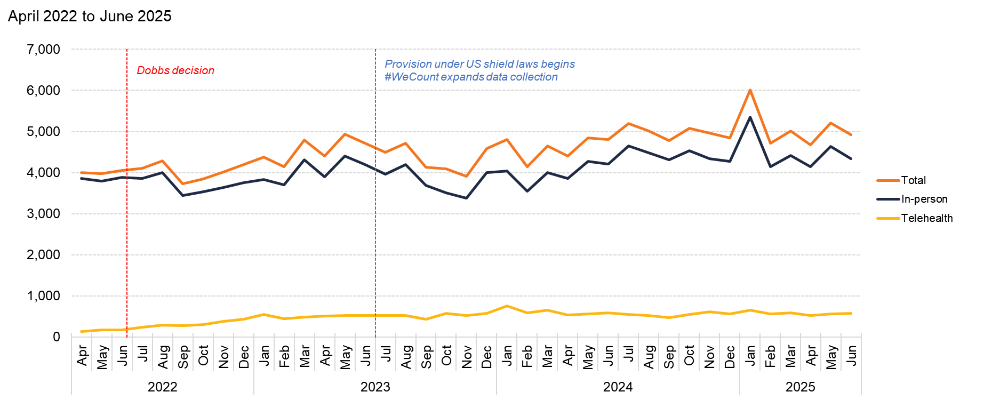 April 2022 to June 2025
7,000
6,000
5,000
4,000
3,000
2,000
1,000
0
Dobbs decision
Provision under US shield laws begins
#WeCount expands data collection
Total
In-person
Telehealth
Apr May Jun Jul Aug Sep Oct Nov Dec Jan Feb Mar Apr May Jun Jul Aug Sep Oct Nov Dec Jan Feb Mar Apr May Jun Jul Aug Sep Oct Nov Dec Jan Feb Mar Apr May Jun
2022 2023 2024 2025